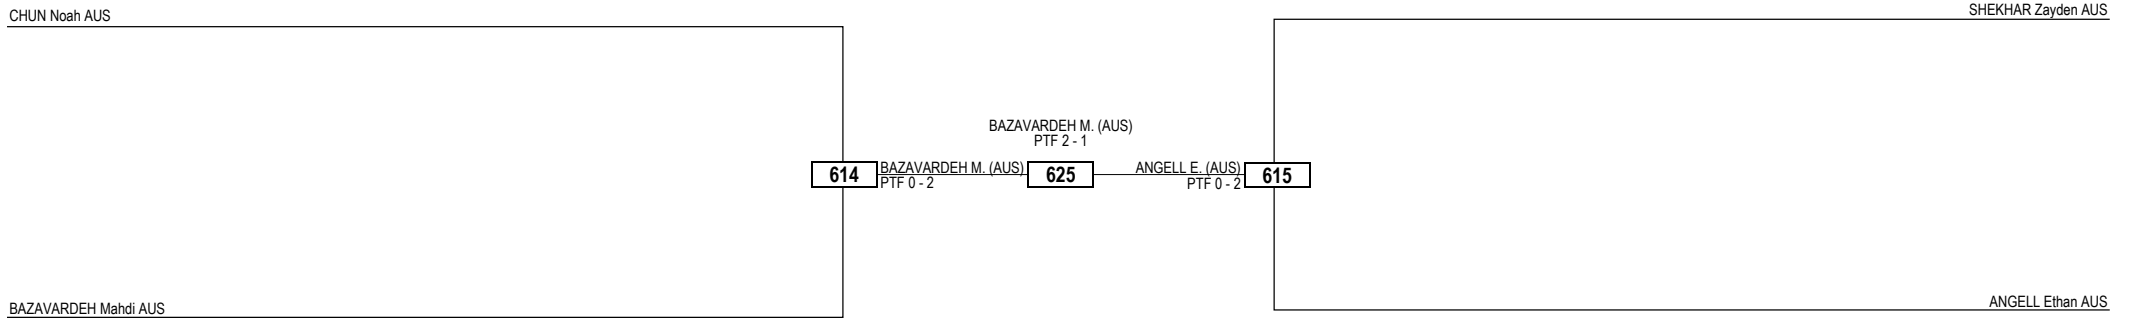 CHUN Noah AUS
SHEKHAR Zayden AUS
BAZAVARDEH M. (AUS)
PTF 2 - 1
614
BAZAVARDEH M. (AUS)
PTF 0 - 2
625
ANGELL E. (AUS)
PTF 0 - 2
615
BAZAVARDEH Mahdi AUS
ANGELL Ethan AUS